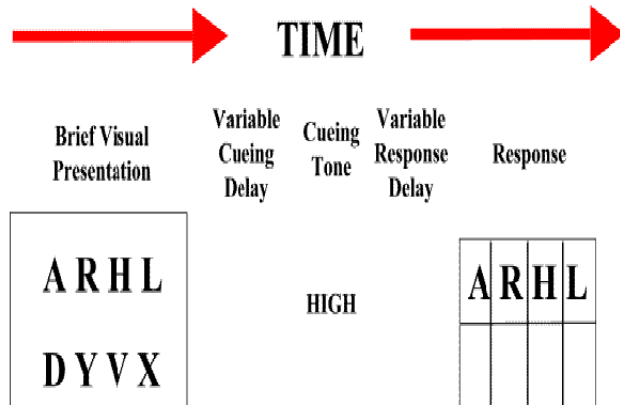 TIME
Brief Visual
Presentation
Variable
Cueing
Delay
Cueing
Tone
Variable
Response
Delay
Response
A R H L
D Y V X
HIGH
A R H L